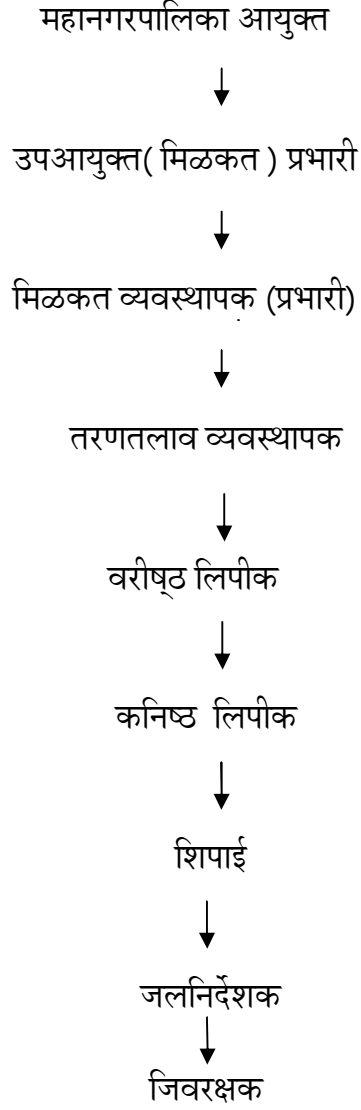 महानगरपालिका आयुक्त
उपआयुक्त( मिळकत ) प्रभारी
मिळकत व्यवस्थापक (प्रभारी)
तरणतलाव व्यवस्थापक
वरीष्‌ठ लिपीक
कनिष्ठ लिपीक
शिपाई
जलनिर्देशक
जिवरक्षक